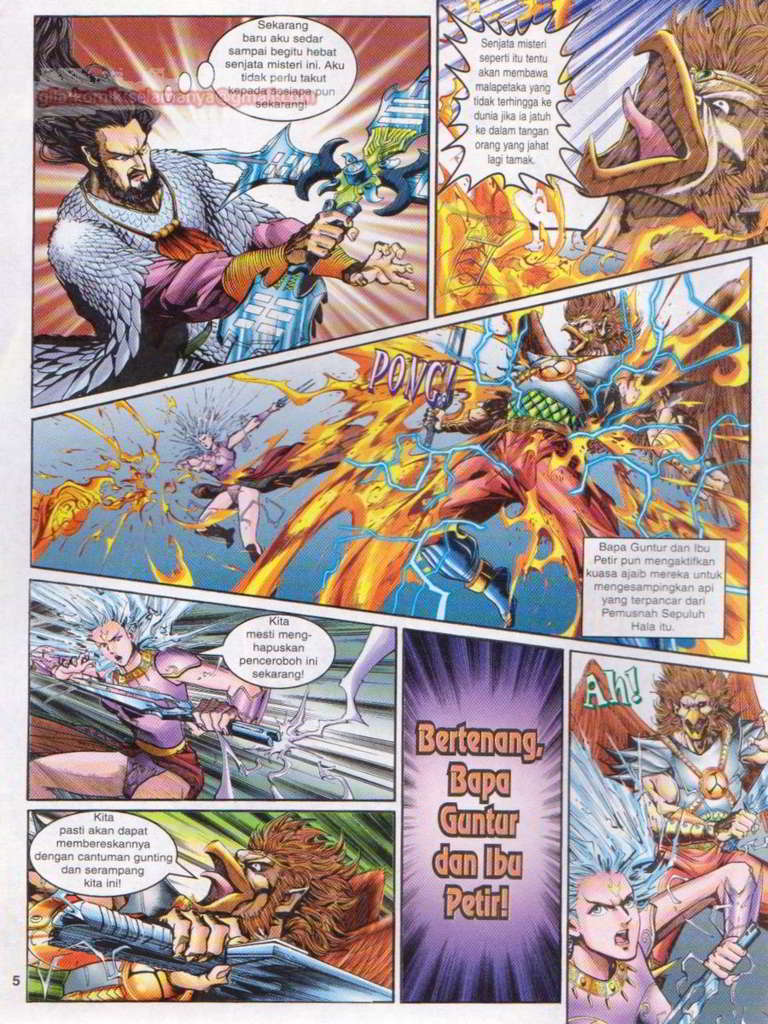 Sekarang
baru aku sedar
sampai begitu hebat
senjata misteri ini. Aku
tidak perlu takut
kepada sesiapa pun
sekarang!
Senjata misteri
seperti itu tentu
akan membawa
malapetaka yang
tidak terhingga ke
dunia jika ia jatuh
ke dalam tangan
orang yang jahat
lagi tamak.
PONG!
Bapa Guntur dan Ibu
Petir pun mengaktifkan
kuasa ajaib mereka untuk
mengesampingkan api
yang terpancar dari
Pemusnah Sepuluh
Hala itu.
Kita
mesti meng-
hapuskan
penceroboh ini
sekarang!
Kita
pasti akan dapat
membereskannya
dengan cantuman gunting
dan serampang
kita ini!
Bertenang,
Bapa
Guntur
dan Ibu
Petir!
Ah!
5